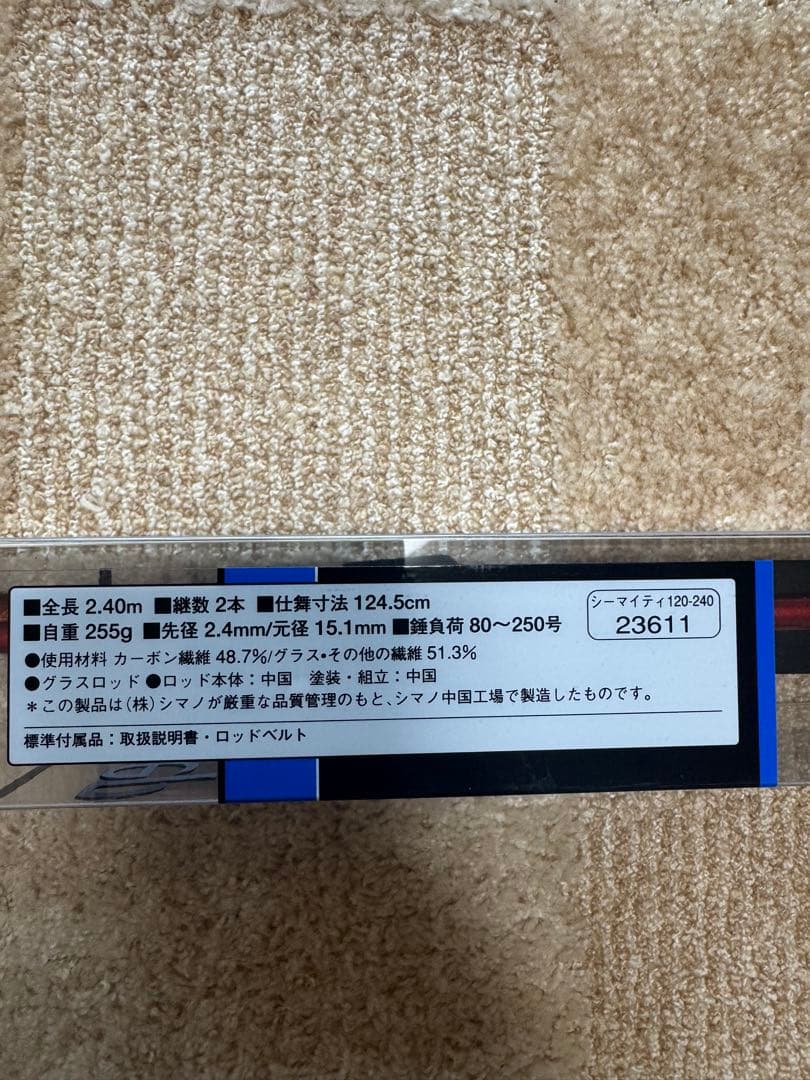 ■全長 2.40m ■継数 2本 ■仕舞寸法 124.5cm
■自重 255g ■先径 2.4mm/元径 15.1mm ■錘負荷 80〜250号
シーマイティ120-240
23611
●使用材料 カーボン繊維 48.7%/グラス・その他の繊維 51.3%
●グラスロッド ●ロッド本体：中国　塗装・組立：中国
＊この製品は（株）シマノが厳重な品質管理のもと、シマノ中国工場で製造したものです。
標準付属品：取扱説明書・ロッドベルト